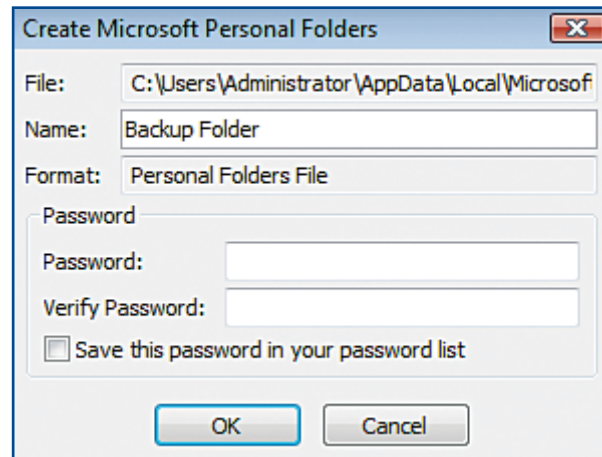 Create Microsoft Personal Folders
File: C:\Users\Administrator\AppData\Local\Microsoft
Name: Backup Folder
Format: Personal Folders File
Password
Password:
Verify Password:
Save this password in your password list
OK Cancel